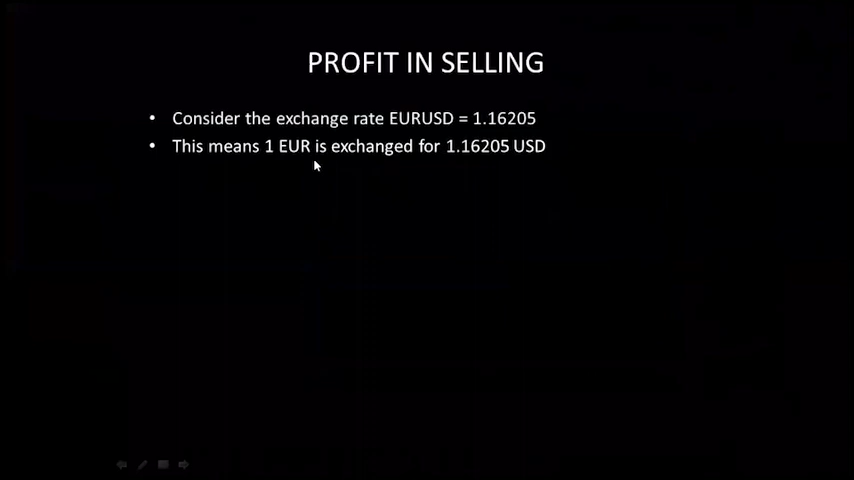 PROFIT IN SELLING
• Consider the exchange rate EURUSD = 1.16205
• This means 1 EUR is exchanged for 1.16205 USD